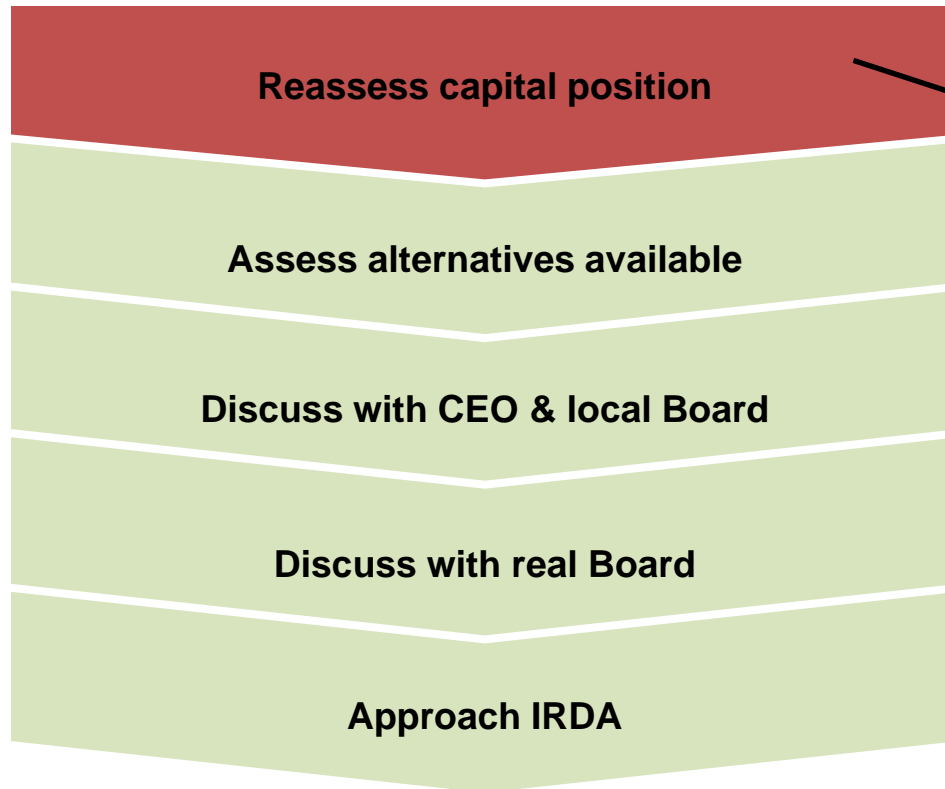 Reassess capital position
Assess alternatives available
Discuss with CEO & local Board
Discuss with real Board
Approach IRDA